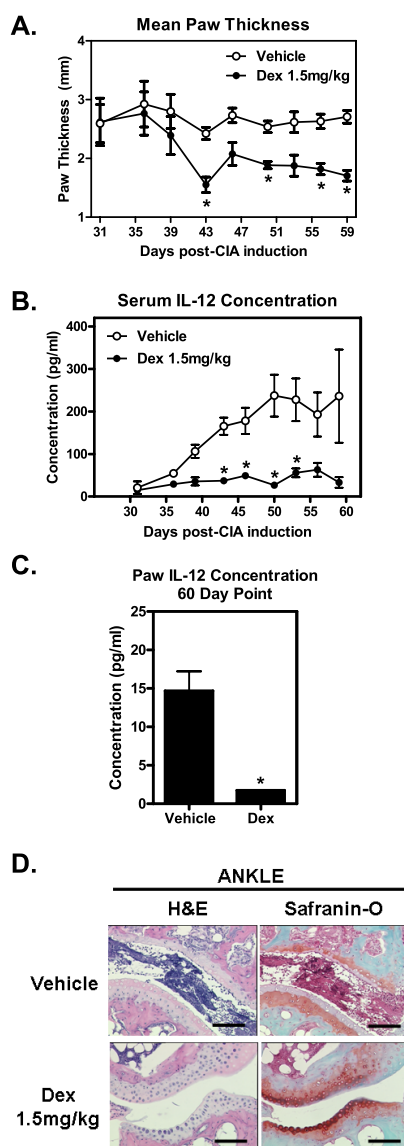 A.
Mean Paw Thickness
Vehicle
Dex 1.5mg/kg
Paw Thickness (mm)
4
3
2
1
*
*
*
*
31 35 39 43 47 51 55 59
Days post-CIA induction
B.
Serum IL-12 Concentration
Vehicle
Dex 1.5mg/kg
Concentration (pg/ml)
400
300
200
100
0
*
*
*
*
30 35 40 45 50 55 60
Days post-CIA induction
C.
Paw IL-12 Concentration
60 Day Point
Concentration (pg/ml)
25
20
15
10
5
0
*
Vehicle Dex
D.
ANKLE
H&E Safranin-O
Vehicle
Dex
1.5mg/kg